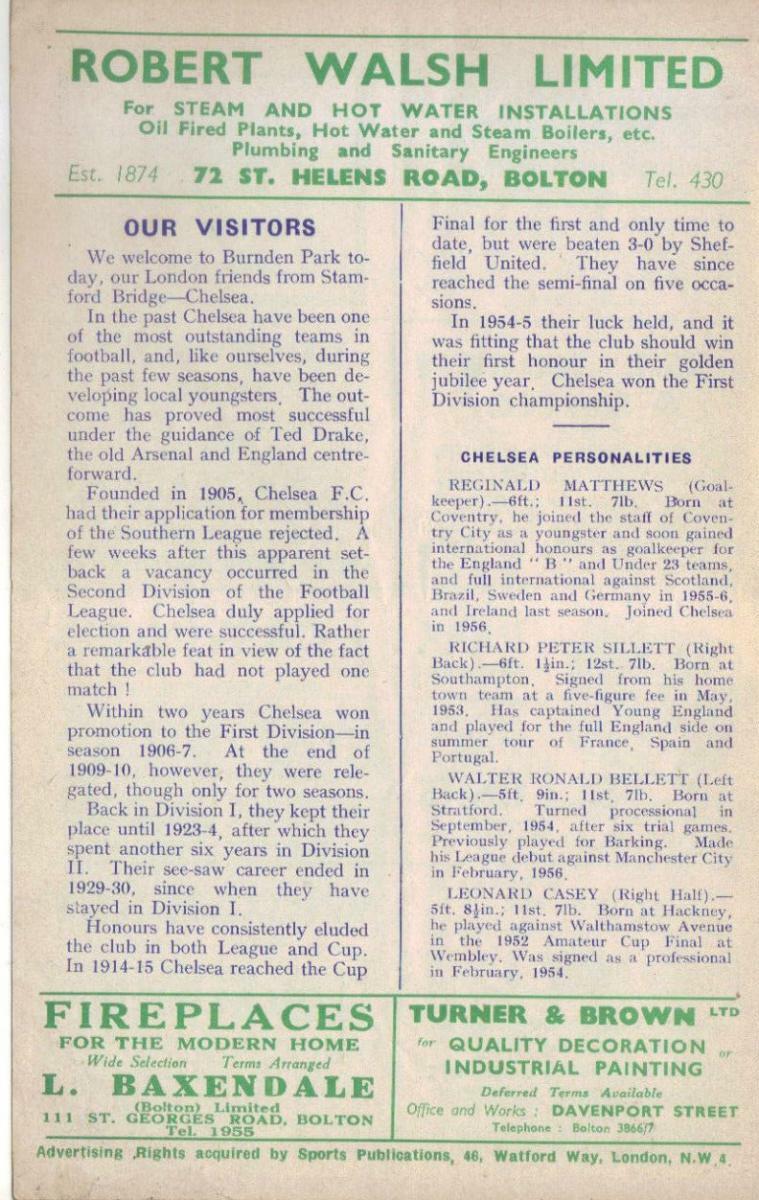 ROBERT WALSH LIMITED
For STEAM AND HOT WATER INSTALLATIONS
Oil Fired Plants, Hot Water and Steam Boilers, etc.
Plumbing and Sanitary Engineers
Est. 1874 72 ST. HELENS ROAD, BOLTON Tel. 430
OUR VISITORS
We welcome to Burnden Park to-
day, our London friends from Stam-
ford Bridge—Chelsea.
In the past Chelsea have been one
of the most outstanding teams in
football, and, like ourselves, during
the past few seasons, have been de-
veloping local youngsters. The out-
come has proved most successful
under the guidance of Ted Drake,
the old Arsenal and England centre-
forward.
Founded in 1905, Chelsea F.C.
had their application for membership
of the Southern League rejected. A
few weeks after this apparent set-
back a vacancy occurred in the
Second Division of the Football
League. Chelsea duly applied for
election and were successful. Rather
a remarkable feat in view of the fact
that the club had not played one
match !
Within two years Chelsea won
promotion to the First Division—in
season 1906-7. At the end of
1909-10, however, they were rele-
gated, though only for two seasons.
Back in Division I, they kept their
place until 1923-4, after which they
spent another six years in Division
II. Their see-saw career ended in
1929-30, since when they have
stayed in Division I.
Honours have consistently eluded
the club in both League and Cup.
In 1914-15 Chelsea reached the Cup
Final for the first and only time to
date, but were beaten 3-0 by Shef-
field United. They have since
reached the semi-final on five occa-
sions.
In 1954-5 their luck held, and it
was fitting that the club should win
their first honour in their golden
jubilee year. Chelsea won the First
Division championship.
CHELSEA PERSONALITIES
REGINALD MATTHEWS (Goal-
keeper).—6ft.; 11st. 7lb. Born at
Coventry, he joined the staff of Coven-
try City as a youngster and soon gained
international honours as goalkeeper for
the England " B " and Under 23 teams,
and full international against Scotland,
Brazil, Sweden and Germany in 1955-6,
and Ireland last season. Joined Chelsea
in 1956.
RICHARD PETER SILLETT (Right
Back).—6ft. 1½in.; 12st. 7lb. Born at
Southampton. Signed from his home
town team at a five-figure fee in May,
1953. Has captained Young England
and played for the full England side on
summer tour of France, Spain and
Portugal.
WALTER RONALD BELLETT (Left
Back).—5ft. 9in.; 11st. 7lb. Born at
Stratford. Turned processional in
September, 1954, after six trial games.
Previously played for Barking. Made
his League debut against Manchester City
in February, 1956.
LEONARD CASEY (Right Half).—
5ft. 8½in.; 11st. 7lb. Born at Hackney,
he played against Walthamstow Avenue
in the 1952 Amateur Cup Final at
Wembley. Was signed as a professional
in February, 1954.
FIREPLACES
FOR THE MODERN HOME
Wide Selection Terms Arranged
L. BAXENDALE
(Bolton) Limited
111 ST. GEORGES ROAD, BOLTON
Tel. 1955
TURNER & BROWN LTD
for QUALITY DECORATION or
INDUSTRIAL PAINTING
Deferred Terms Available
Office and Works : DAVENPORT STREET
Telephone : Bolton 3866/7
Advertising Rights acquired by Sports Publications, 46, Watford Way, London, N.W.4.